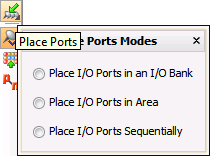 Place Ports
e Ports Modes
Place I/O Ports in an I/O Bank
Place I/O Ports in Area
Place I/O Ports Sequentially